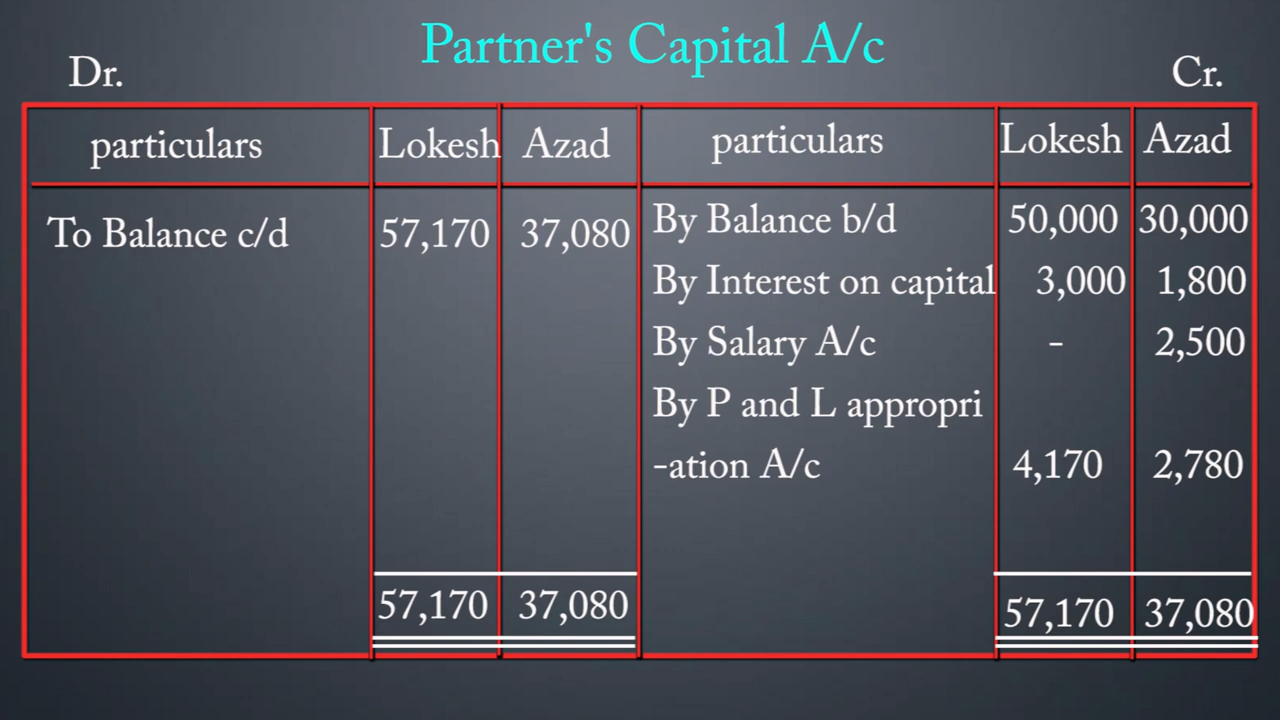 Partner's Capital A/c
Dr. Cr.
particulars Lokesh Azad particulars Lokesh Azad
To Balance c/d 57,170 37,080 By Balance b/d 50,000 30,000
By Interest on capital 3,000 1,800
By Salary A/c - 2,500
By P and L appropri
-ation A/c 4,170 2,780
57,170 37,080 57,170 37,080